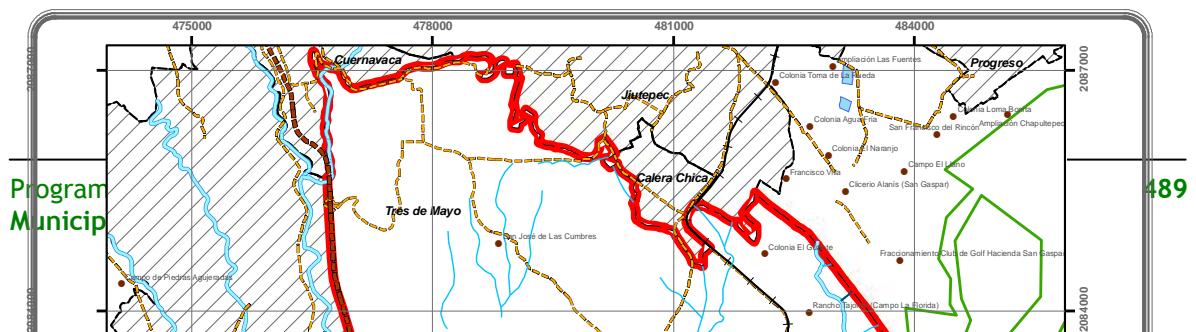 475000 478000 481000 484000
2087000 2087000
Cuernavaca
Ampliación Las Fuentes
Progreso
Colonia Toma de La Rueda
Jiutepec
Colonia Loma Bonita
Colonia Agua Fría
San Francisco del Rincón
Ampliación Chapultepec
Colonia El Naranjo
Campo El Llano
Program
489
Calera Chica
Francisco Villa
Clicerio Alanís (San Gaspar)
Municip
Tres de Mayo
San José de Las Cumbres
Colonia El Guante
Fraccionamiento Club de Golf Hacienda San Gaspar
Campo de Piedras Agujeradas
Rancho Tajones (Campo La Florida)
2084000 2084000